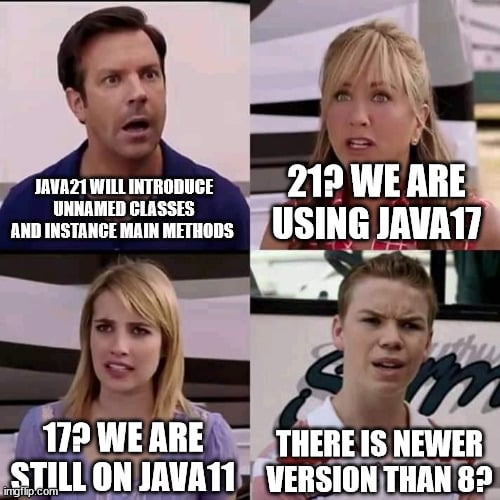 JAVA21 WILL INTRODUCE
UNNAMED CLASSES
AND INSTANCE MAIN METHODS
21? WE ARE
USING JAVA17
17? WE ARE
STILL ON JAVA11
THERE IS NEWER
VERSION THAN 8?
imgflip.com